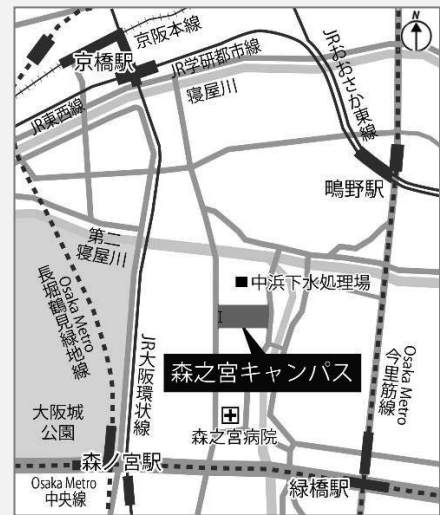 N
京阪本線
京橋駅
JR学研都市線
JRおおさか東線
JR東西線
寝屋川
鴫野駅
第二
寝屋川
中浜下水処理場
Osaka Metro
長堀鶴見緑地線
JR大阪環状線
Osaka Metro
今里筋線
森之宮キャンパス
大阪城
公園
森之宮病院
森ノ宮駅
緑橋駅
Osaka Metro
中央線